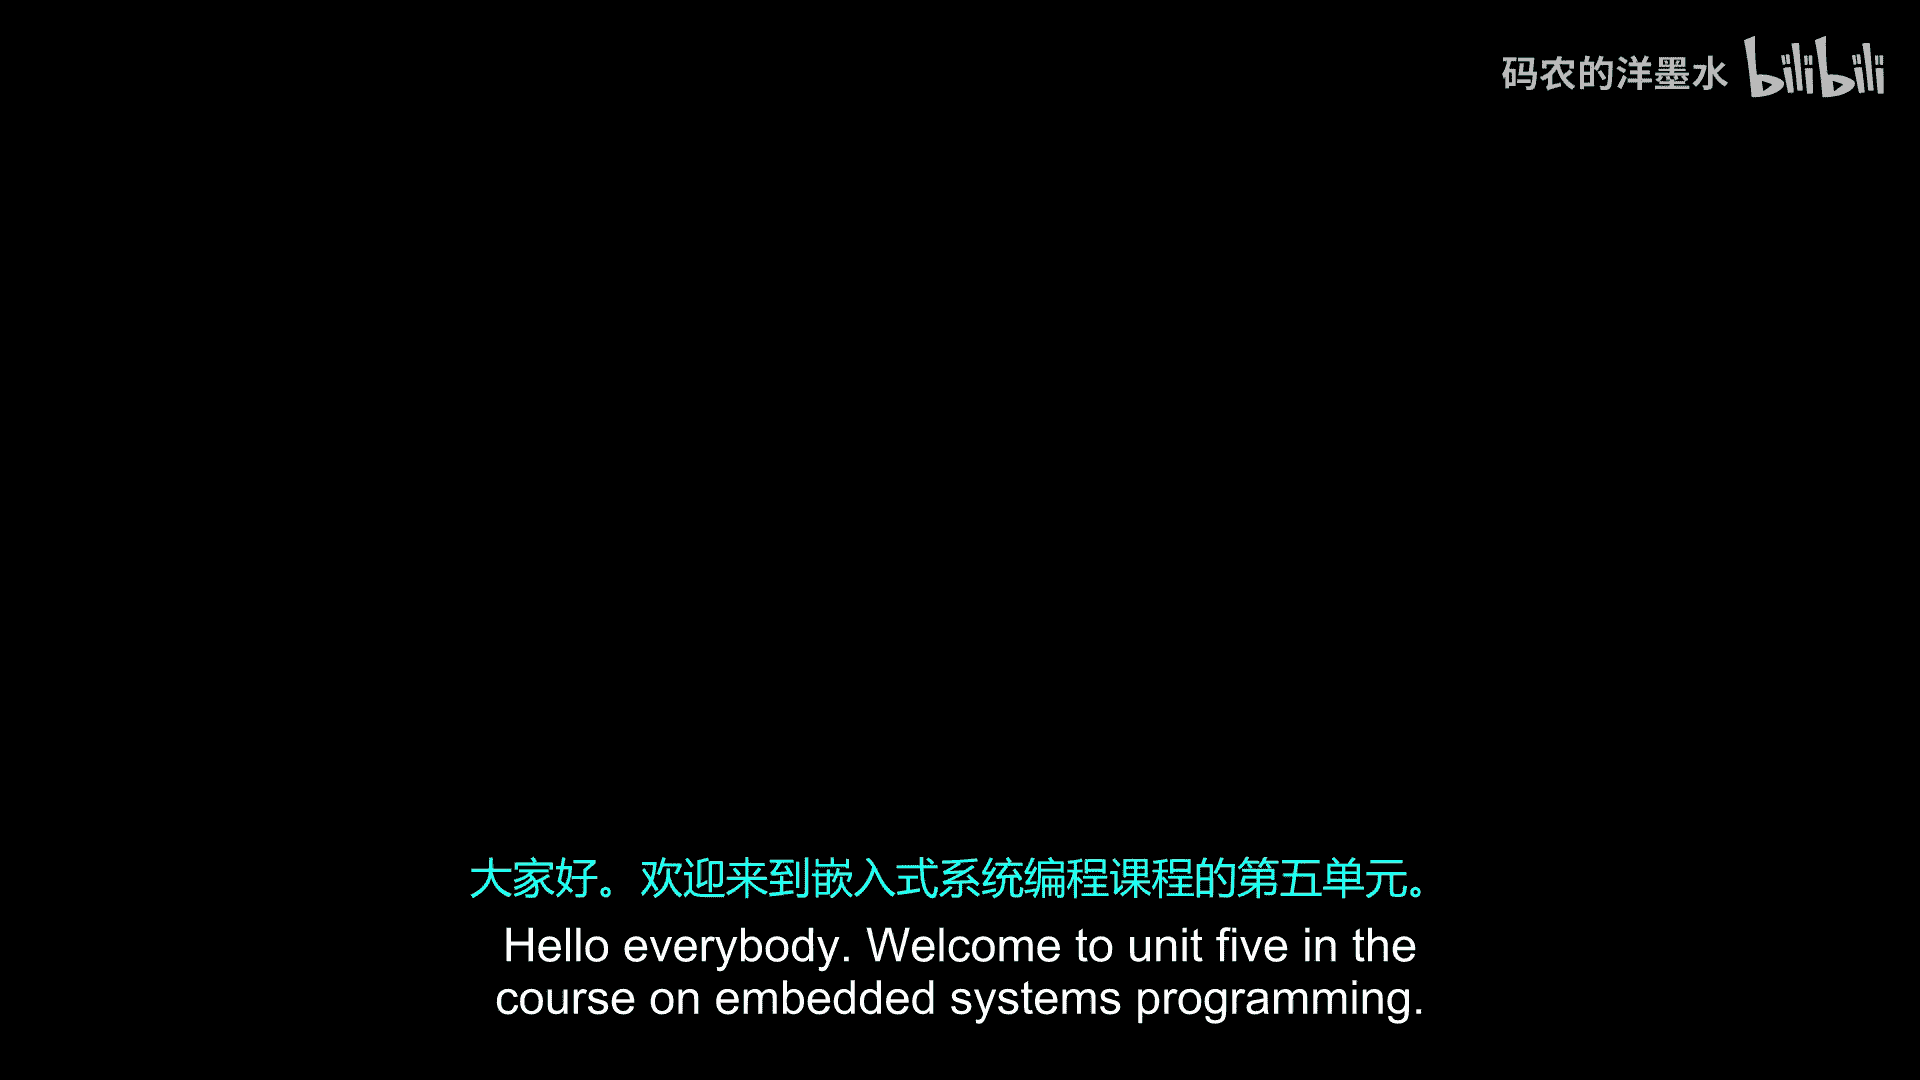 码农的洋墨水 bilibili
大家好。欢迎来到嵌入式系统编程课程的第五单元。
Hello everybody. Welcome to unit five in the
course on embedded systems programming.